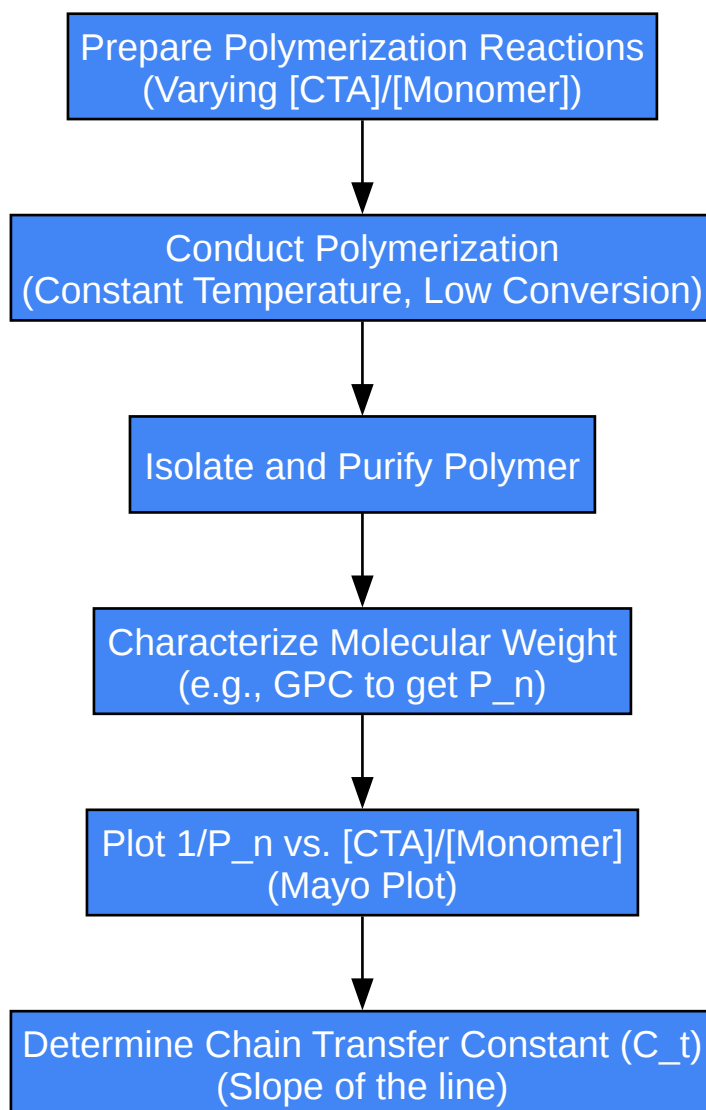 Prepare Polymerization Reactions
(Varying [CTA]/[Monomer])
Conduct Polymerization
(Constant Temperature, Low Conversion)
Isolate and Purify Polymer
Characterize Molecular Weight
(e.g., GPC to get P_n)
Plot 1/P_n vs. [CTA]/[Monomer]
(Mayo Plot)
Determine Chain Transfer Constant (C_t)
(Slope of the line)